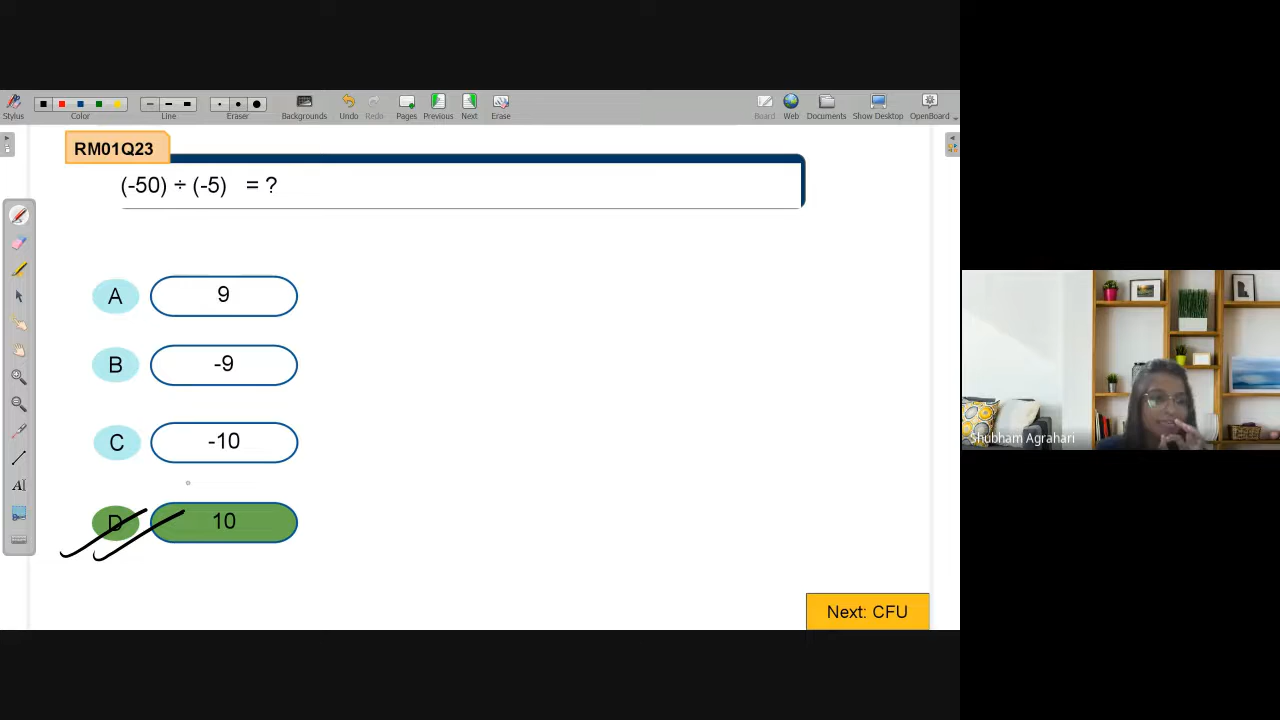 Stylus
Color
Line
Eraser
Backgrounds
Undo
Redo
Pages
Previous
Next
Erase
Board
Web
Documents
Show Desktop
OpenBoard
RM01Q23
(-50) ÷ (-5) = ?
A 9
B -9
C -10
D 10
Next: CFU
Shubham Agrahari